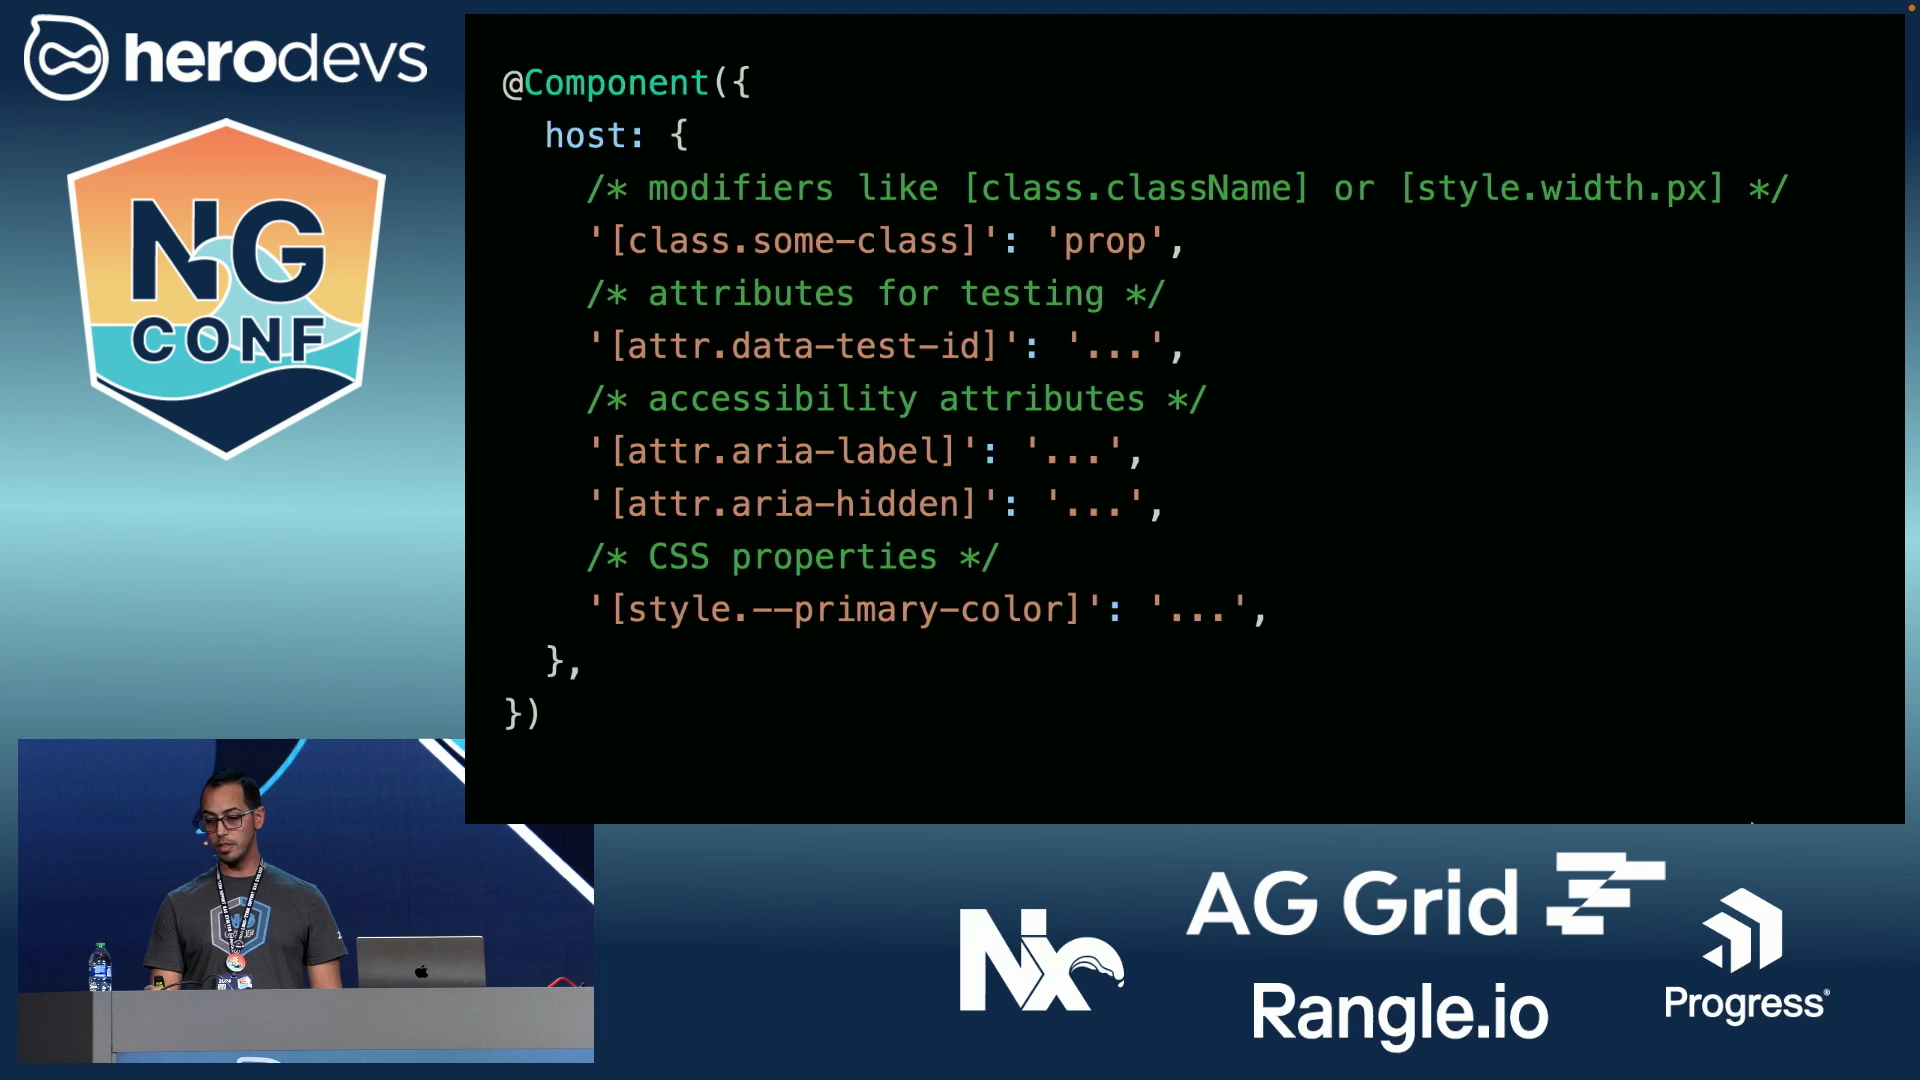 herodevs
NG
CONF
@Component({
host: {
/* modifiers like [class.className] or [style.width.px] */
'[class.some-class]': 'prop',
/* attributes for testing */
'[attr.data-test-id]': '...',
/* accessibility attributes */
'[attr.aria-label]': '...',
'[attr.aria-hidden]': '...',
/* CSS properties */
'[style.--primary-color]': '...',
},
})
Nx
AG Grid
Rangle.io
Progress®